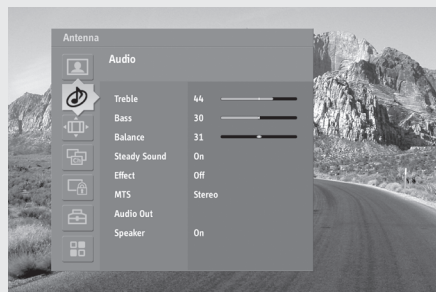 Antenna
Audio
Treble 44
Bass 30
Balance 31
Steady Sound On
Effect Off
MTS Stereo
Audio Out
Speaker On